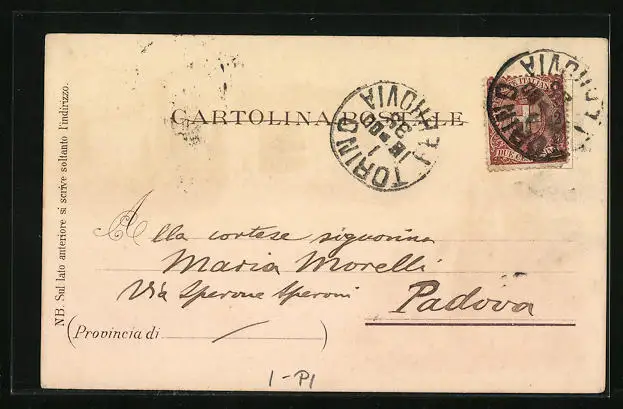 CARTOLINA POSTALE
TORINO
FERROVIA
TORINO
FERROVIA
Alla cortese signorina
Maria Morelli
Via Sperone Speroni
Padova
(Provincia di /)
NB. Sul lato anteriore si scrive soltanto l'indirizzo.
1-P1